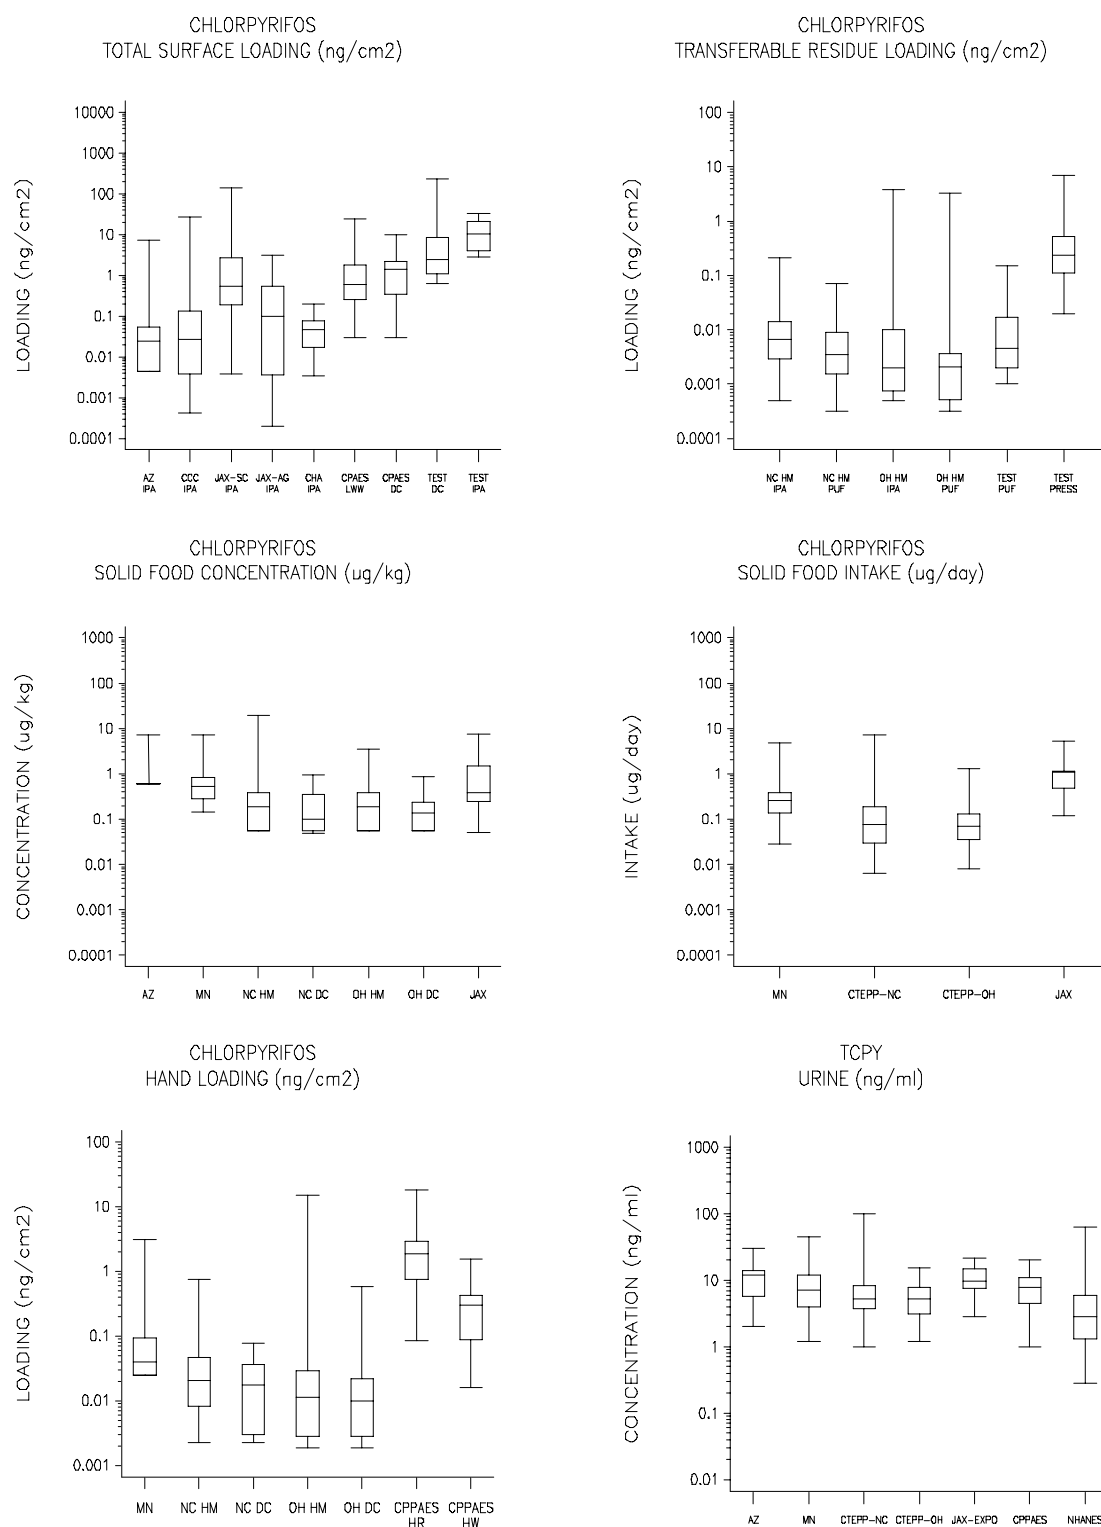 CHLORPYRIFOS
TOTAL SURFACE LOADING (ng/cm2)
LOADING (ng/cm2)
10000
1000
100
10
1
0.1
0.01
0.001
0.0001
AZ IPA
CCC IPA
JAX-SC IPA
JAX-AG IPA
CHA IPA
CPAES LWW
CPAES DC
TEST DC
TEST IPA
CHLORPYRIFOS
TRANSFERABLE RESIDUE LOADING (ng/cm2)
LOADING (ng/cm2)
100
10
1
0.1
0.01
0.001
0.0001
NC HM IPA
NC HM PUF
OH HM IPA
OH HM PUF
TEST PUF
TEST PRESS
CHLORPYRIFOS
SOLID FOOD CONCENTRATION (ug/kg)
CONCENTRATION (ug/kg)
1000
100
10
1
0.1
0.01
0.001
0.0001
AZ
MN
NC HM
NC DC
OH HM
OH DC
JAX
CHLORPYRIFOS
SOLID FOOD INTAKE (ug/day)
INTAKE (ug/day)
1000
100
10
1
0.1
0.01
0.001
0.0001
MN
CTEPP-NC
CTEPP-OH
JAX
CHLORPYRIFOS
HAND LOADING (ng/cm2)
LOADING (ng/cm2)
100
10
1
0.1
0.01
0.001
MN
NC HM
NC DC
OH HM
OH DC
CPPAES HR
CPPAES HW
TCPY
URINE (ng/ml)
CONCENTRATION (ng/ml)
1000
100
10
1
0.1
0.01
AZ
MN
CTEPP-NC
CTEPP-OH
JAX-EXPO
CPPAES
NHANES